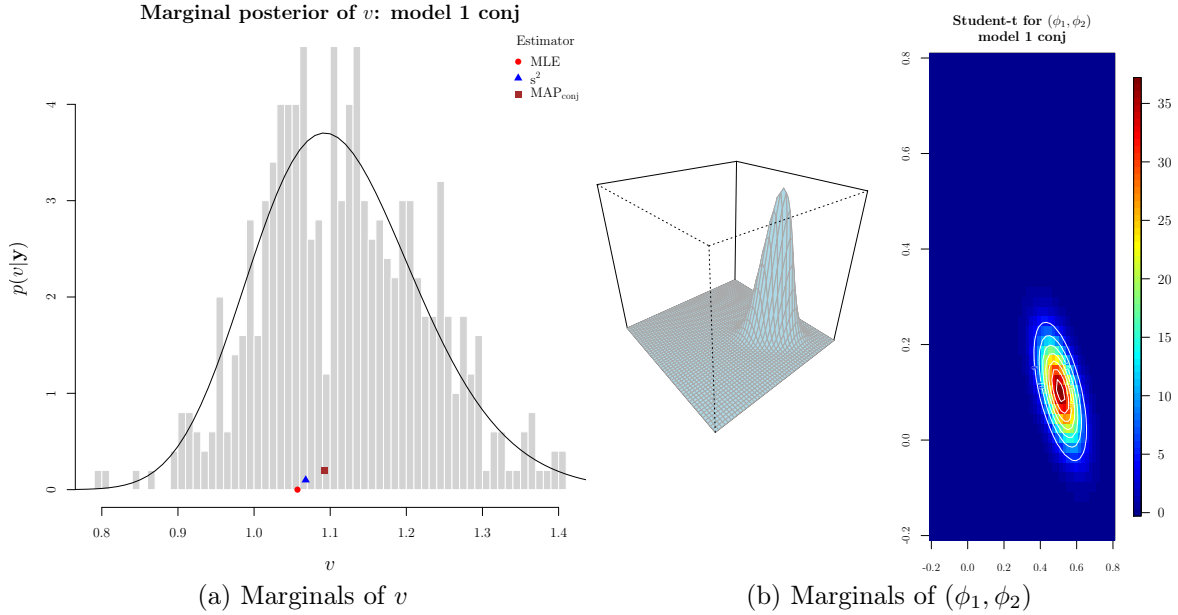 Marginal posterior of v: model 1 conj
Estimator
MLE
s²
MAP_conj
p(v|y)
4
3
2
1
0
0.8 0.9 1.0 1.1 1.2 1.3 1.4
v
(a) Marginals of v
Student-t for (ϕ₁, ϕ₂)
model 1 conj
0.8
0.6
0.4
0.2
0.0
-0.2
-0.2 0.0 0.2 0.4 0.6 0.8
35
30
25
20
15
10
5
0
(b) Marginals of (ϕ₁, ϕ₂)